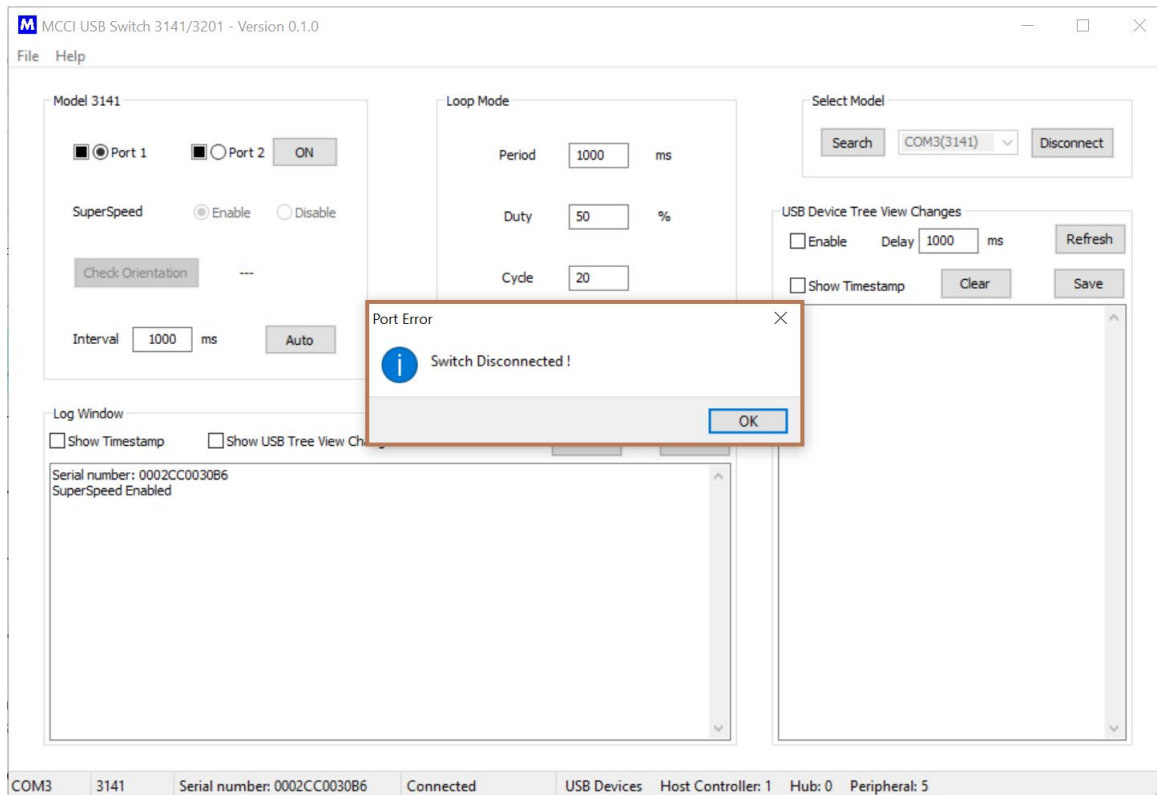 M MCCI USB Switch 3141/3201 - Version 0.1.0
File Help
Model 3141
Port 1 Port 2 ON
SuperSpeed Enable Disable
Check Orientation ---
Interval 1000 ms Auto
Loop Mode
Period 1000 ms
Duty 50 %
Cycle 20
Select Model
Search COM3(3141) Disconnect
USB Device Tree View Changes
Enable Delay 1000 ms Refresh
Show Timestamp Clear Save
Port Error
i Switch Disconnected !
OK
Log Window
Show Timestamp Show USB Tree View
Serial number: 0002CC0030B6
SuperSpeed Enabled
COM3 3141 Serial number: 0002CC0030B6 Connected USB Devices Host Controller: 1 Hub: 0 Peripheral: 5